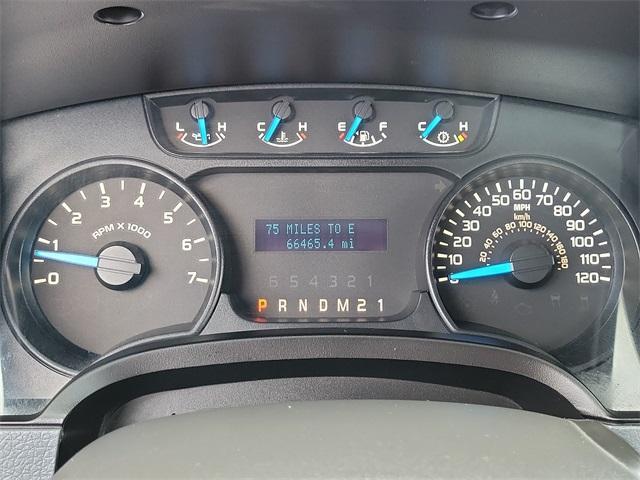 L H C H E F C H
RPM X 1000
0 1 2 3 4 5 6 7
75 MILES TO E
66465.4 mi
6 5 4 3 2 1
P R N D M 2 1
MPH
km/h
0 10 20 30 40 50 60 70 80 90 100 110 120
20 40 60 80 100 120 140 160 180